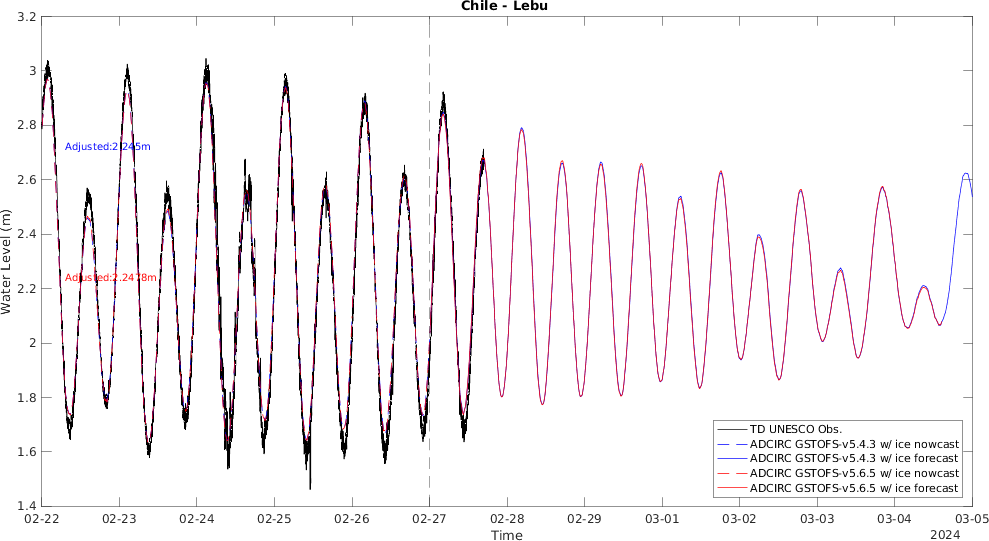 Chile - Lebu
3.2
3
2.8
2.6
2.4
2.2
2
1.8
1.6
1.4
Water Level (m)
Adjusted:2.245m
Adjusted:2.2478m
TD UNESCO Obs.
ADCIRC GSTOFS-v5.4.3 w/ ice nowcast
ADCIRC GSTOFS-v5.4.3 w/ ice forecast
ADCIRC GSTOFS-v5.6.5 w/ ice nowcast
ADCIRC GSTOFS-v5.6.5 w/ ice forecast
02-22 02-23 02-24 02-25 02-26 02-27 02-28 02-29 03-01 03-02 03-03 03-04 03-05
Time
2024